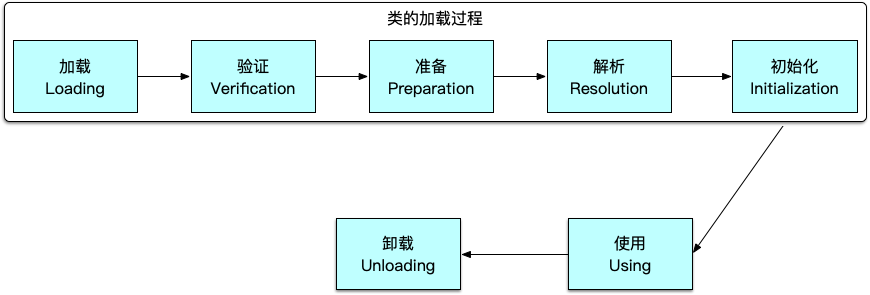 类的加载过程
加载
Loading
验证
Verification
准备
Preparation
解析
Resolution
初始化
Initialization
卸载
Unloading
使用
Using